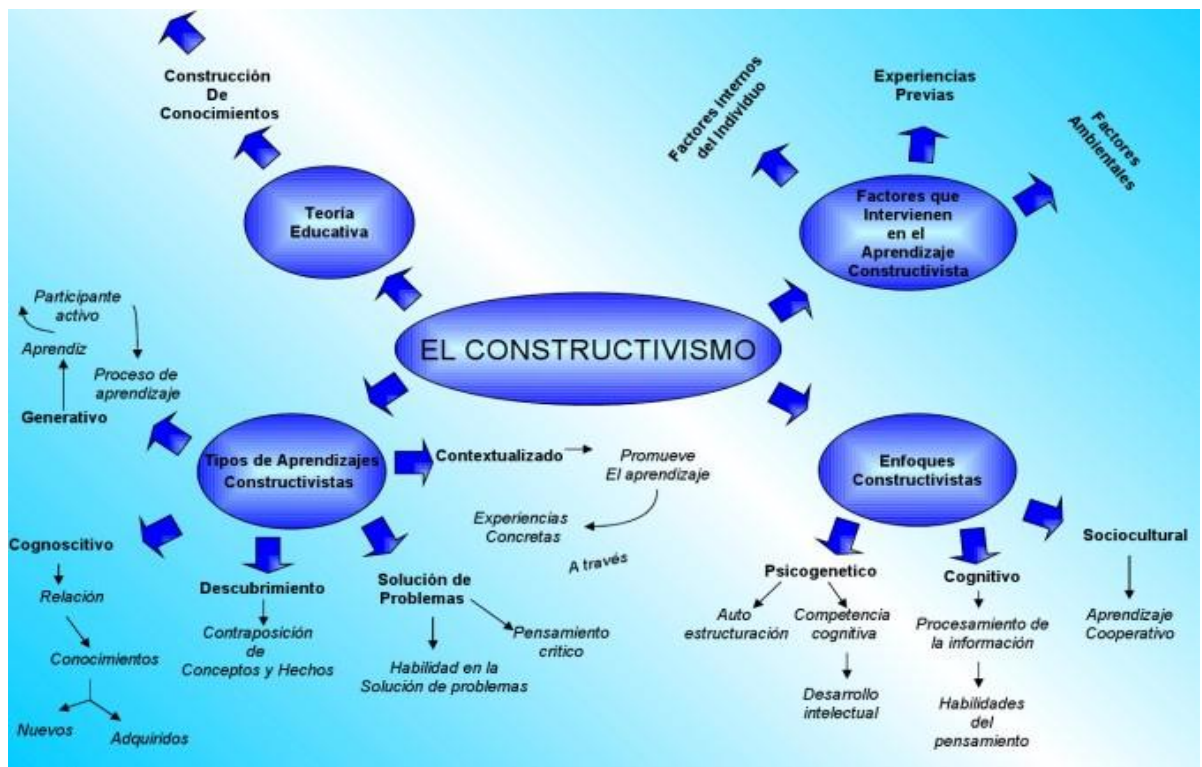 Construcción
De
Conocimientos
Teoría
Educativa
Factores internos
del individuo
Experiencias
Previas
Factores
Ambientales
Factores que
Intervienen
en el
Aprendizaje
Constructivista
EL CONSTRUCTIVISMO
Participante
activo
Aprendiz
Proceso de
aprendizaje
Generativo
Tipos de Aprendizajes
Constructivistas
Contextualizado
Promueve
El aprendizaje
Experiencias
Concretas
A través
Cognoscitivo
Relación
Conocimientos
Nuevos
Adquiridos
Descubrimiento
Contraposición
de
Conceptos y Hechos
Solución de
Problemas
Pensamiento
critico
Habilidad en la
Solución de problemas
Enfoques
Constructivistas
Psicogenetico
Auto
estructuración
Competencia
cognitiva
Desarrollo
intelectual
Cognitivo
Procesamiento de
la información
Habilidades
del
pensamiento
Sociocultural
Aprendizaje
Cooperativo